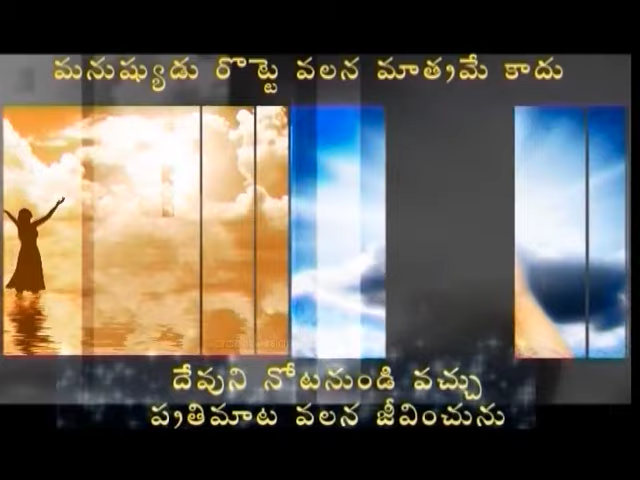 మనుష్యుడు రొట్టె వలన మాత్రమే కాదు
దేవుని నోటనుండి వచ్చు
ప్రతిమాట వలన జీవించును